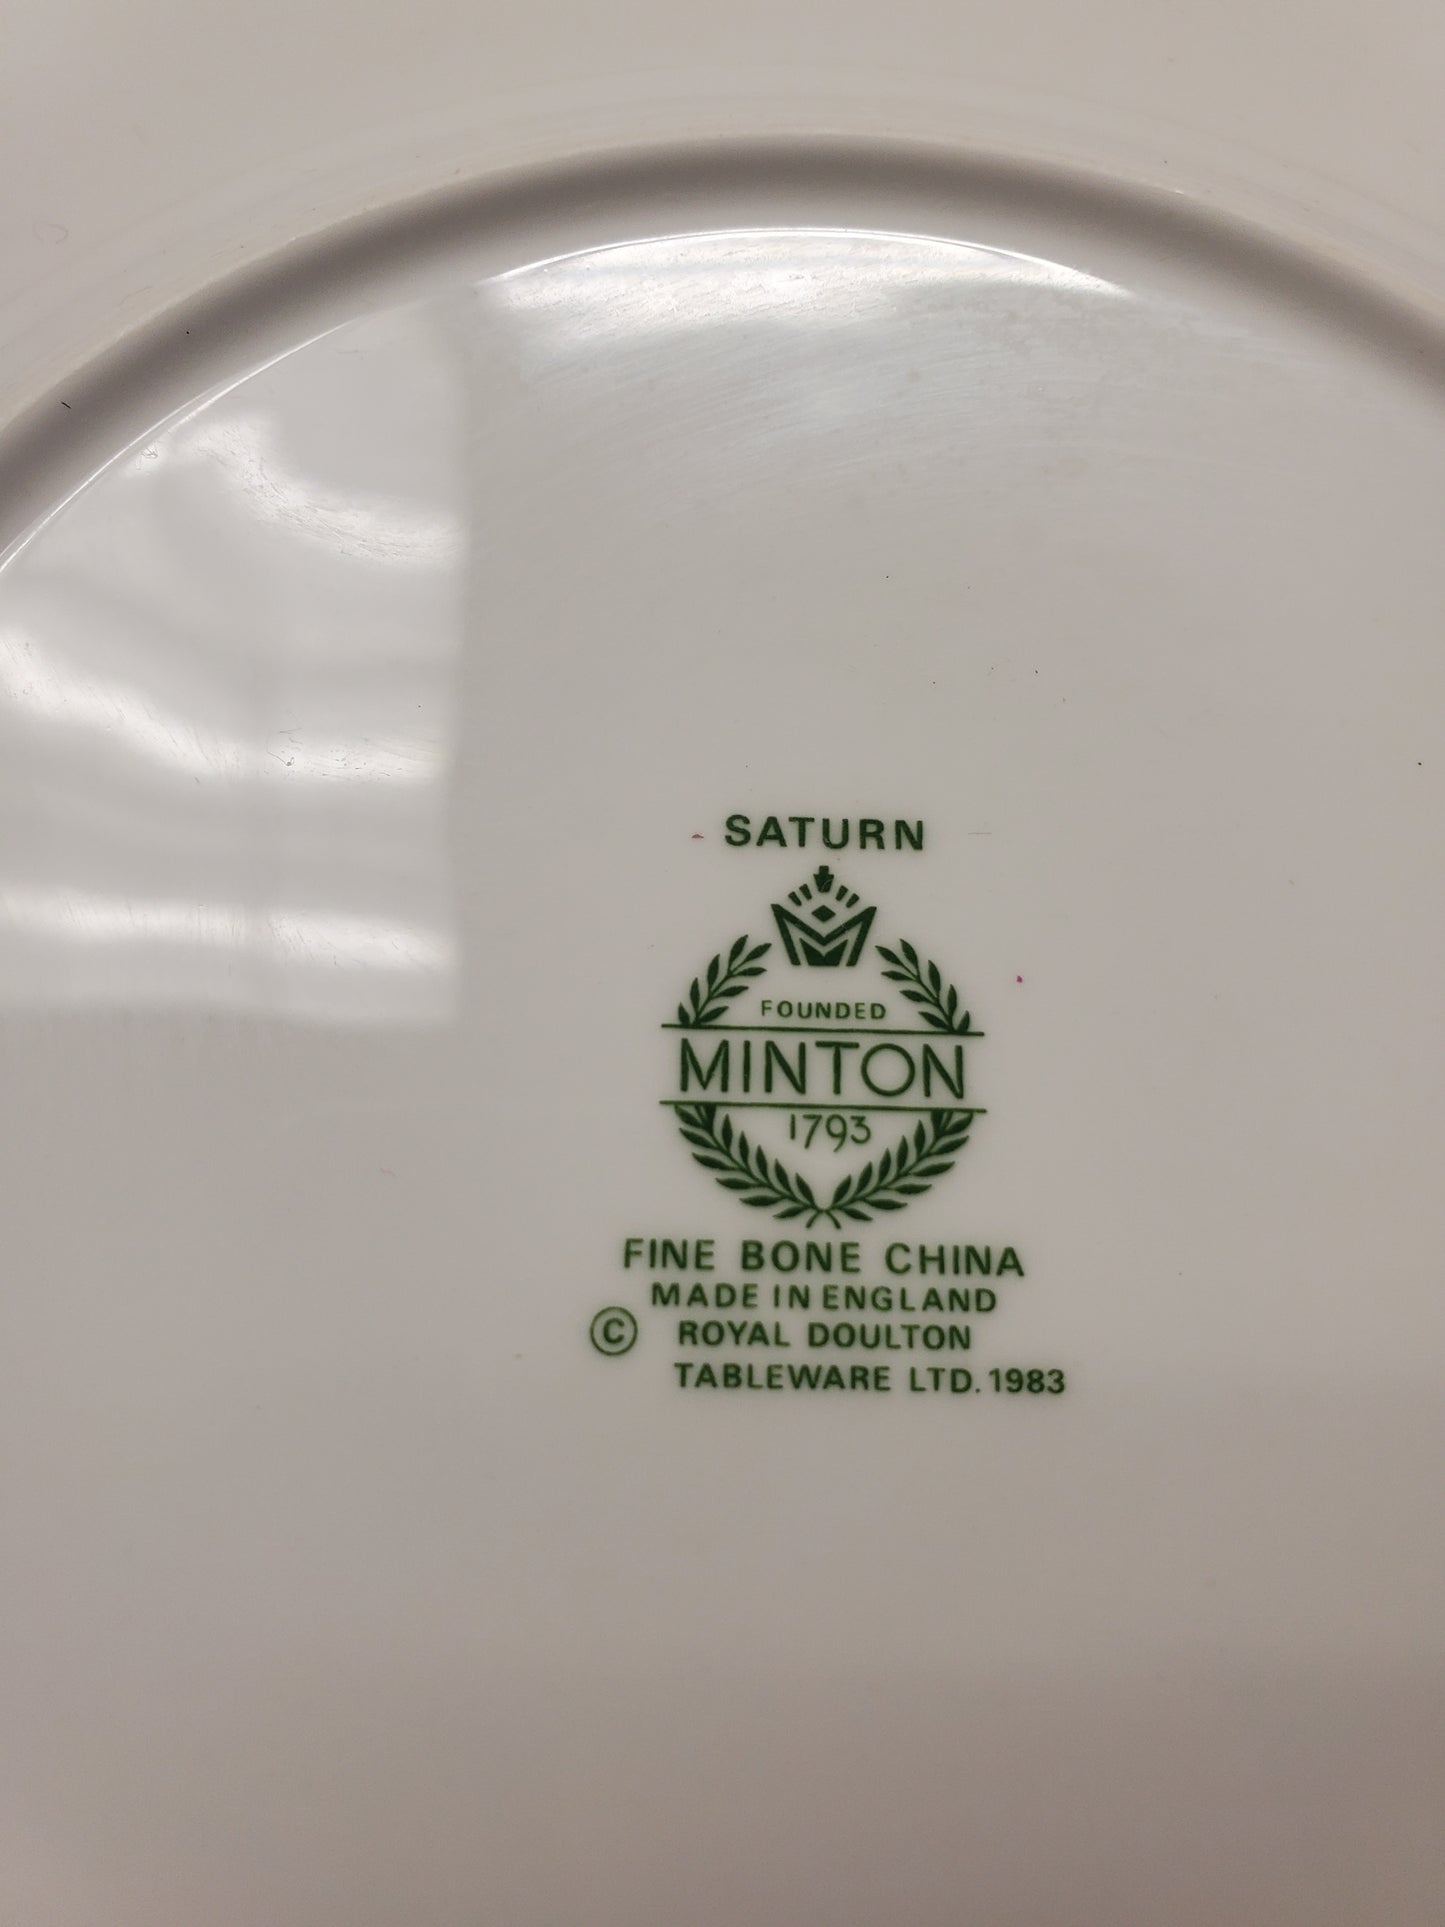 SATURN
FOUNDED
MINTON
1793
FINE BONE CHINA
MADE IN ENGLAND
© ROYAL DOULTON
TABLEWARE LTD. 1983